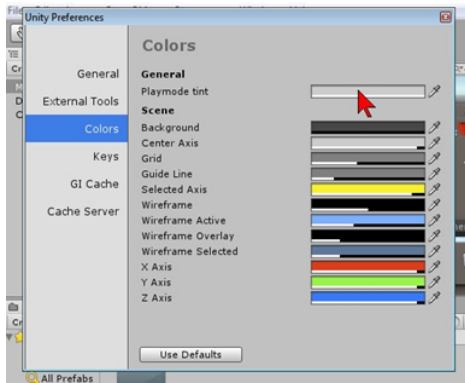 Unity Preferences
Colors
General
External Tools
Colors
Keys
GI Cache
Cache Server
General
Playmode tint
Scene
Background
Center Axis
Grid
Guide Line
Selected Axis
Wireframe
Wireframe Active
Wireframe Overlay
Wireframe Selected
X Axis
Y Axis
Z Axis
Use Defaults
All Prefabs